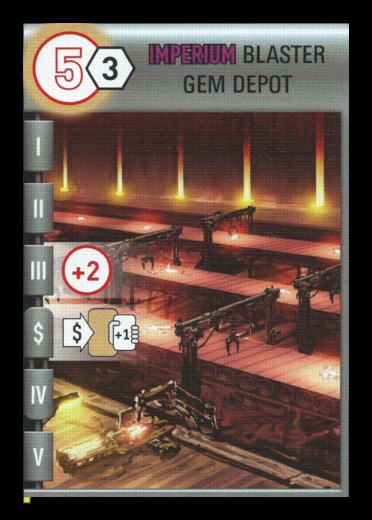 5 3 IMPERIUM BLASTER
GEM DEPOT
I
II
III +2
$ $ +1
IV
V